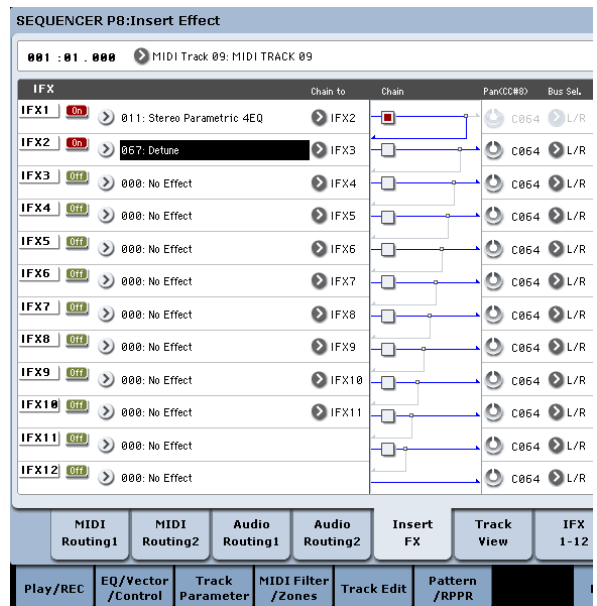 SEQUENCER P8:Insert Effect
001 :01 . 000 MIDI Track 09: MIDI TRACK 09
IFX Chain to Chain Pan(CC#8) Bus Sel.
IFX1 On 011: Stereo Parametric 4EQ IFX2 C064 L/R
IFX2 On 067: Detune IFX3 C064 L/R
IFX3 Off 000: No Effect IFX4 C064 L/R
IFX4 Off 000: No Effect IFX5 C064 L/R
IFX5 Off 000: No Effect IFX6 C064 L/R
IFX6 Off 000: No Effect IFX7 C064 L/R
IFX7 Off 000: No Effect IFX8 C064 L/R
IFX8 Off 000: No Effect IFX9 C064 L/R
IFX9 Off 000: No Effect IFX10 C064 L/R
IFX10 Off 000: No Effect IFX11 C064 L/R
IFX11 Off 000: No Effect C064 L/R
IFX12 Off 000: No Effect C064 L/R
MIDI Routing1 MIDI Routing2 Audio Routing1 Audio Routing2 Insert FX Track View IFX 1-12
Play/REC EQ/Vector /Control Track Parameter MIDI Filter /Zones Track Edit Pattern /RPPR